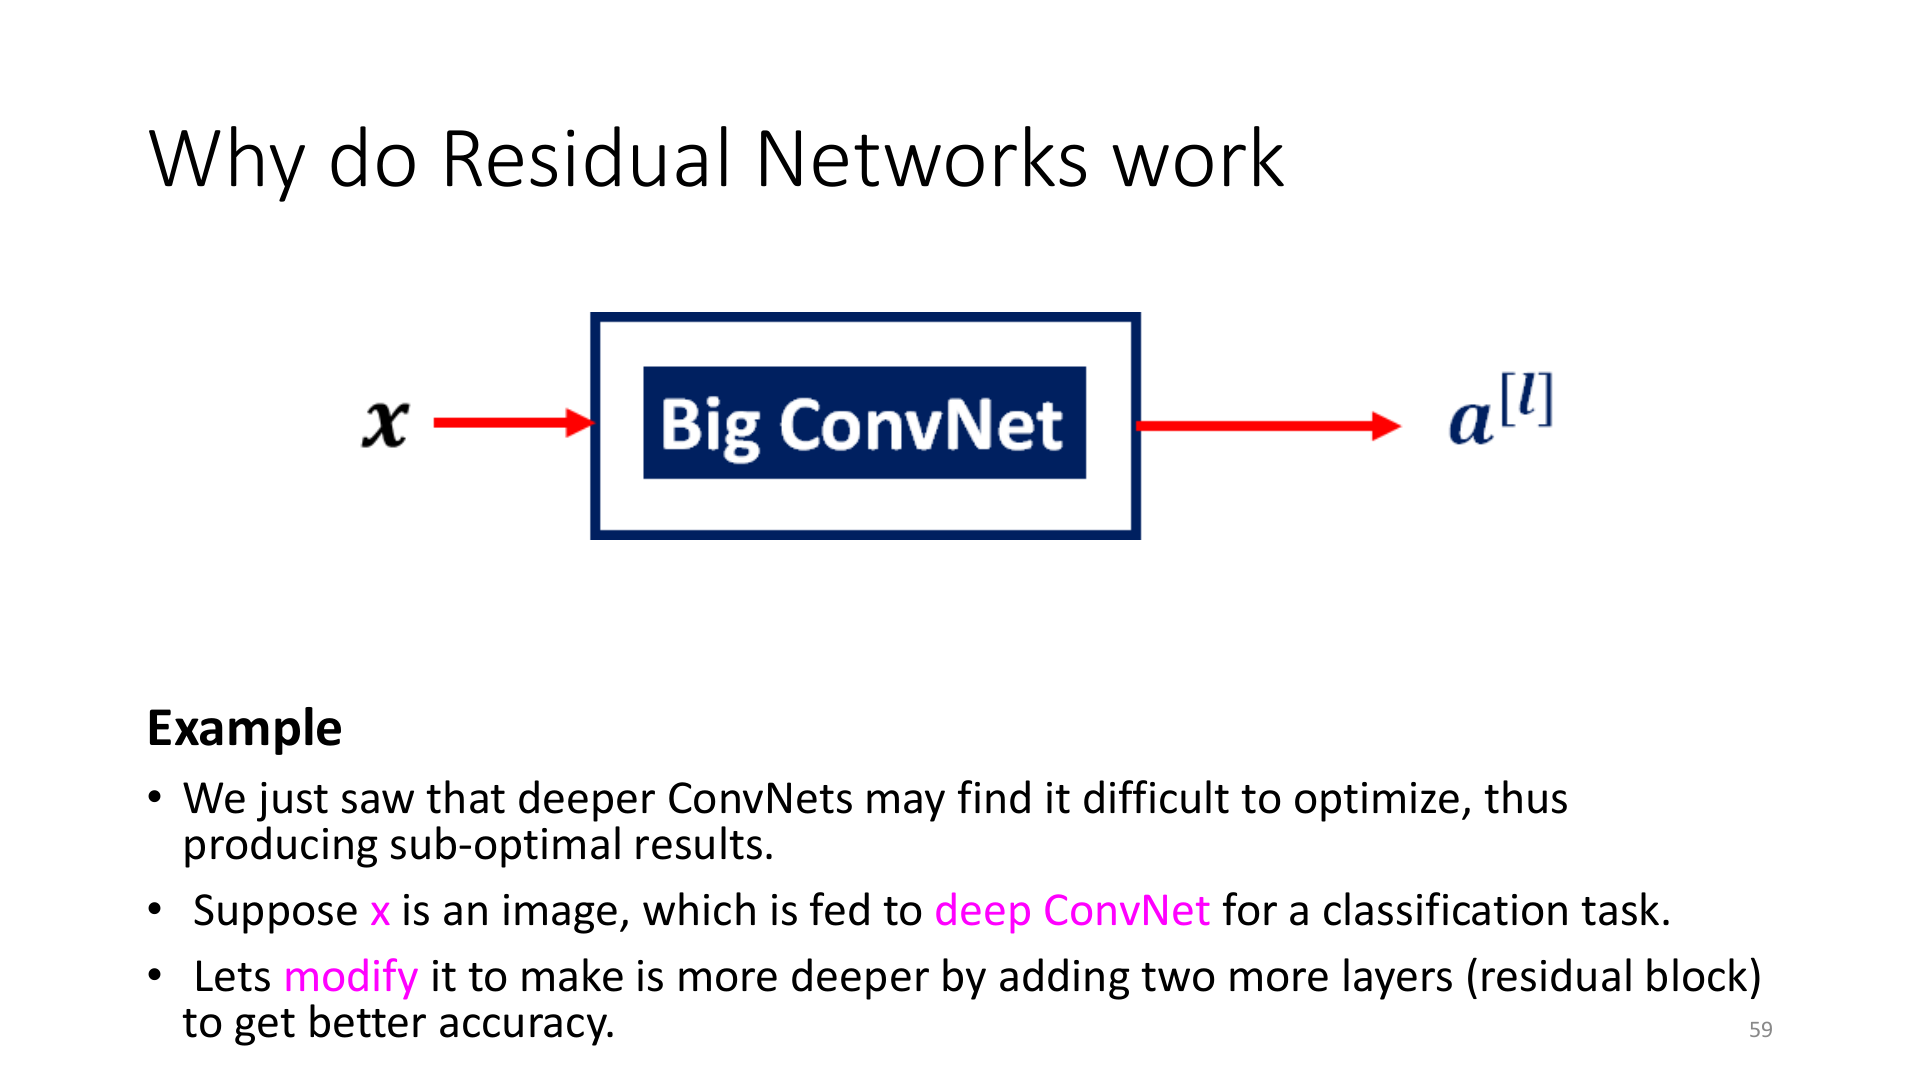 Why do Residual Networks work
x
Big ConvNet
a[l]
Example
• We just saw that deeper ConvNets may find it difficult to optimize, thus
producing sub-optimal results.
• Suppose x is an image, which is fed to deep ConvNet for a classification task.
• Lets modify it to make is more deeper by adding two more layers (residual block)
to get better accuracy.
59